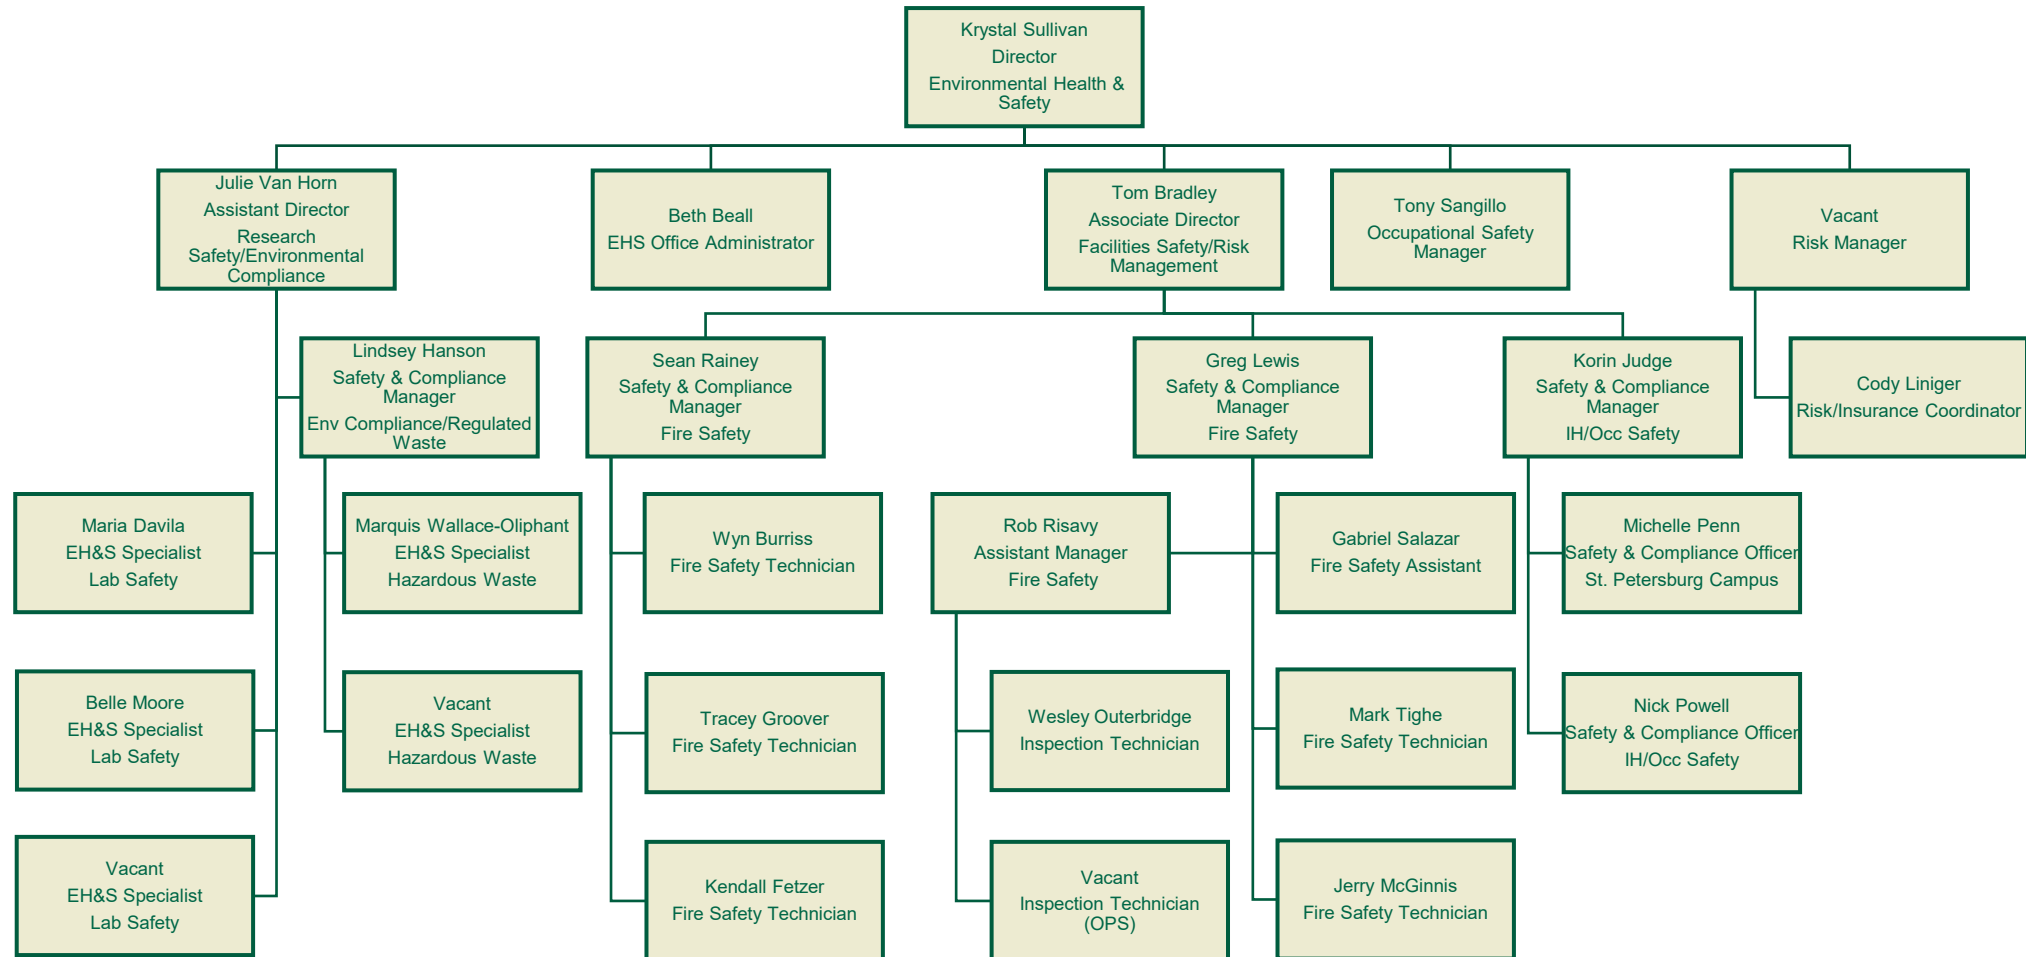 Krystal Sullivan
Director
Environmental Health &
Safety
Julie Van Horn
Assistant Director
Research
Safety/Environmental
Compliance
Beth Beall
EHS Office Administrator
Tom Bradley
Associate Director
Facilities Safety/Risk
Management
Tony Sangillo
Occupational Safety
Manager
Vacant
Risk Manager
Lindsey Hanson
Safety & Compliance
Manager
Env Compliance/Regulated
Waste
Sean Rainey
Safety & Compliance
Manager
Fire Safety
Greg Lewis
Safety & Compliance
Manager
Fire Safety
Korin Judge
Safety & Compliance
Manager
IH/Occ Safety
Cody Liniger
Risk/Insurance Coordinator
Maria Davila
EH&S Specialist
Lab Safety
Marquis Wallace-Oliphant
EH&S Specialist
Hazardous Waste
Wyn Burriss
Fire Safety Technician
Rob Risavy
Assistant Manager
Fire Safety
Gabriel Salazar
Fire Safety Assistant
Michelle Penn
Safety & Compliance Officer
St. Petersburg Campus
Belle Moore
EH&S Specialist
Lab Safety
Vacant
EH&S Specialist
Hazardous Waste
Tracey Groover
Fire Safety Technician
Wesley Outerbridge
Inspection Technician
Mark Tighe
Fire Safety Technician
Nick Powell
Safety & Compliance Officer
IH/Occ Safety
Vacant
EH&S Specialist
Lab Safety
Kendall Fetzer
Fire Safety Technician
Vacant
Inspection Technician
(OPS)
Jerry McGinnis
Fire Safety Technician